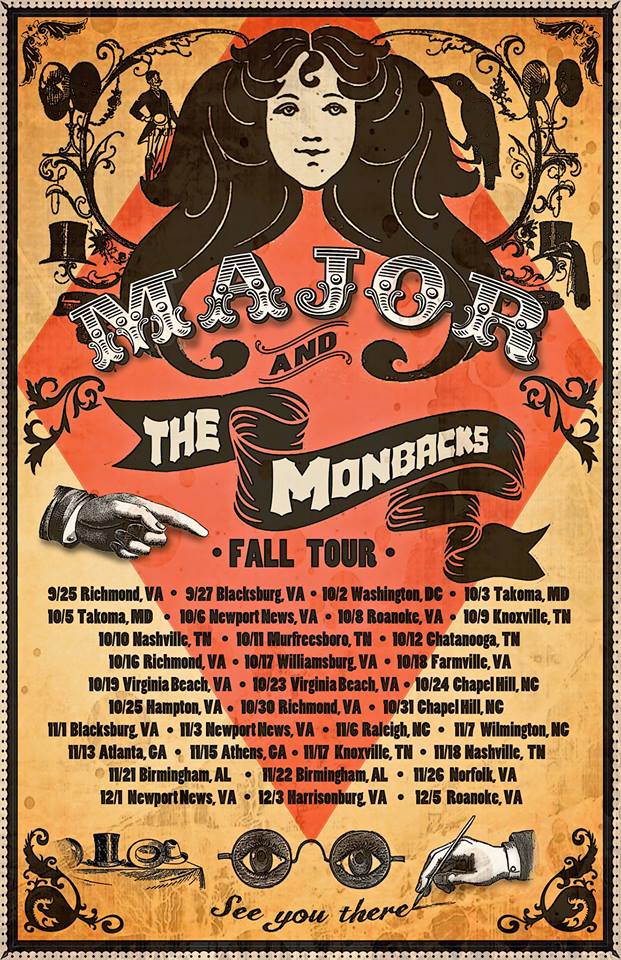 MAJOR
AND
THE
MONBACKS
• FALL TOUR •
9/25 Richmond, VA • 9/27 Blacksburg, VA • 10/2 Washington, DC • 10/3 Takoma, MD
10/5 Takoma, MD • 10/6 Newport News, VA • 10/8 Roanoke, VA • 10/9 Knoxville, TN
10/10 Nashville, TN • 10/11 Murfreesboro, TN • 10/12 Chatanooga, TN
10/16 Richmond, VA • 10/17 Williamsburg, VA • 10/18 Farmville, VA
10/19 Virginia Beach, VA • 10/23 Virginia Beach, VA • 10/24 Chapel Hill, NC
10/25 Hampton, VA • 10/30 Richmond, VA • 10/31 Chapel Hill, NC
11/1 Blacksburg, VA • 11/3 Newport News, VA • 11/6 Raleigh, NC • 11/7 Wilmington, NC
11/13 Atlanta, GA • 11/15 Athens, GA • 11/17 Knoxville, TN • 11/18 Nashville, TN
11/21 Birmingham, AL • 11/22 Birmingham, AL • 11/26 Norfolk, VA
12/1 Newport News, VA • 12/3 Harrisonburg, VA • 12/5 Roanoke, VA
See you there